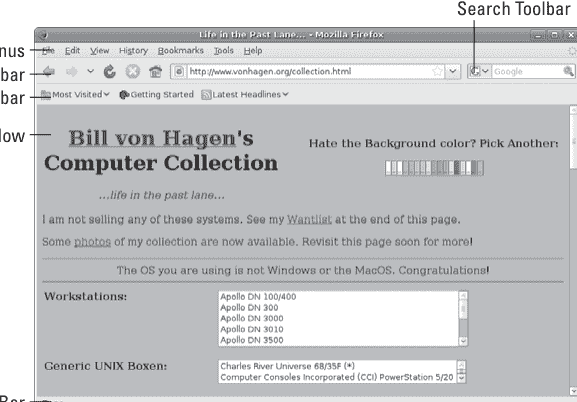 Search Toolbar
Life in the Past Lane... - Mozilla Firefox
nus
File Edit View History Bookmarks Tools Help
bar
http://www.vonhagen.org/collection.html
Google
bar
Most Visited Getting Started Latest Headlines
low
Bill von Hagen's
Computer Collection
Hate the Background color? Pick Another:
...life in the past lane...
I am not selling any of these systems. See my Wantlist at the end of this page.
Some photos of my collection are now available. Revisit this page soon for more!
The OS you are using is not Windows or the MacOS. Congratulations!
Workstations:
Apollo DN 100/400
Apollo DN 300
Apollo DN 3000
Apollo DN 3010
Apollo DN 3500
Generic UNIX Boxen:
Charles River Universe 68/35F (*)
Computer Consoles Incorporated (CCI) PowerStation 5/20
Bar